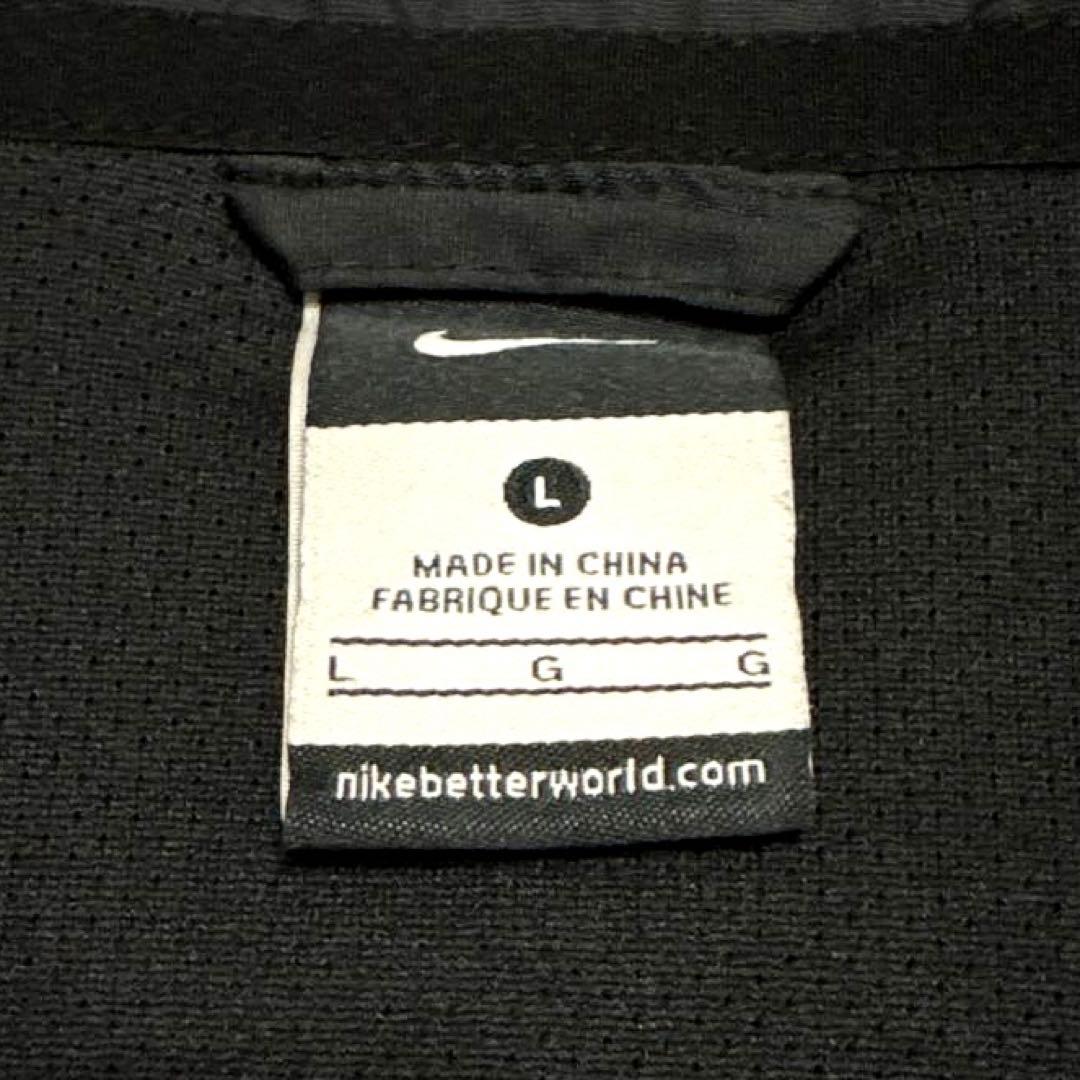 L
MADE IN CHINA
FABRIQUE EN CHINE
L G G
nikebetterworld.com